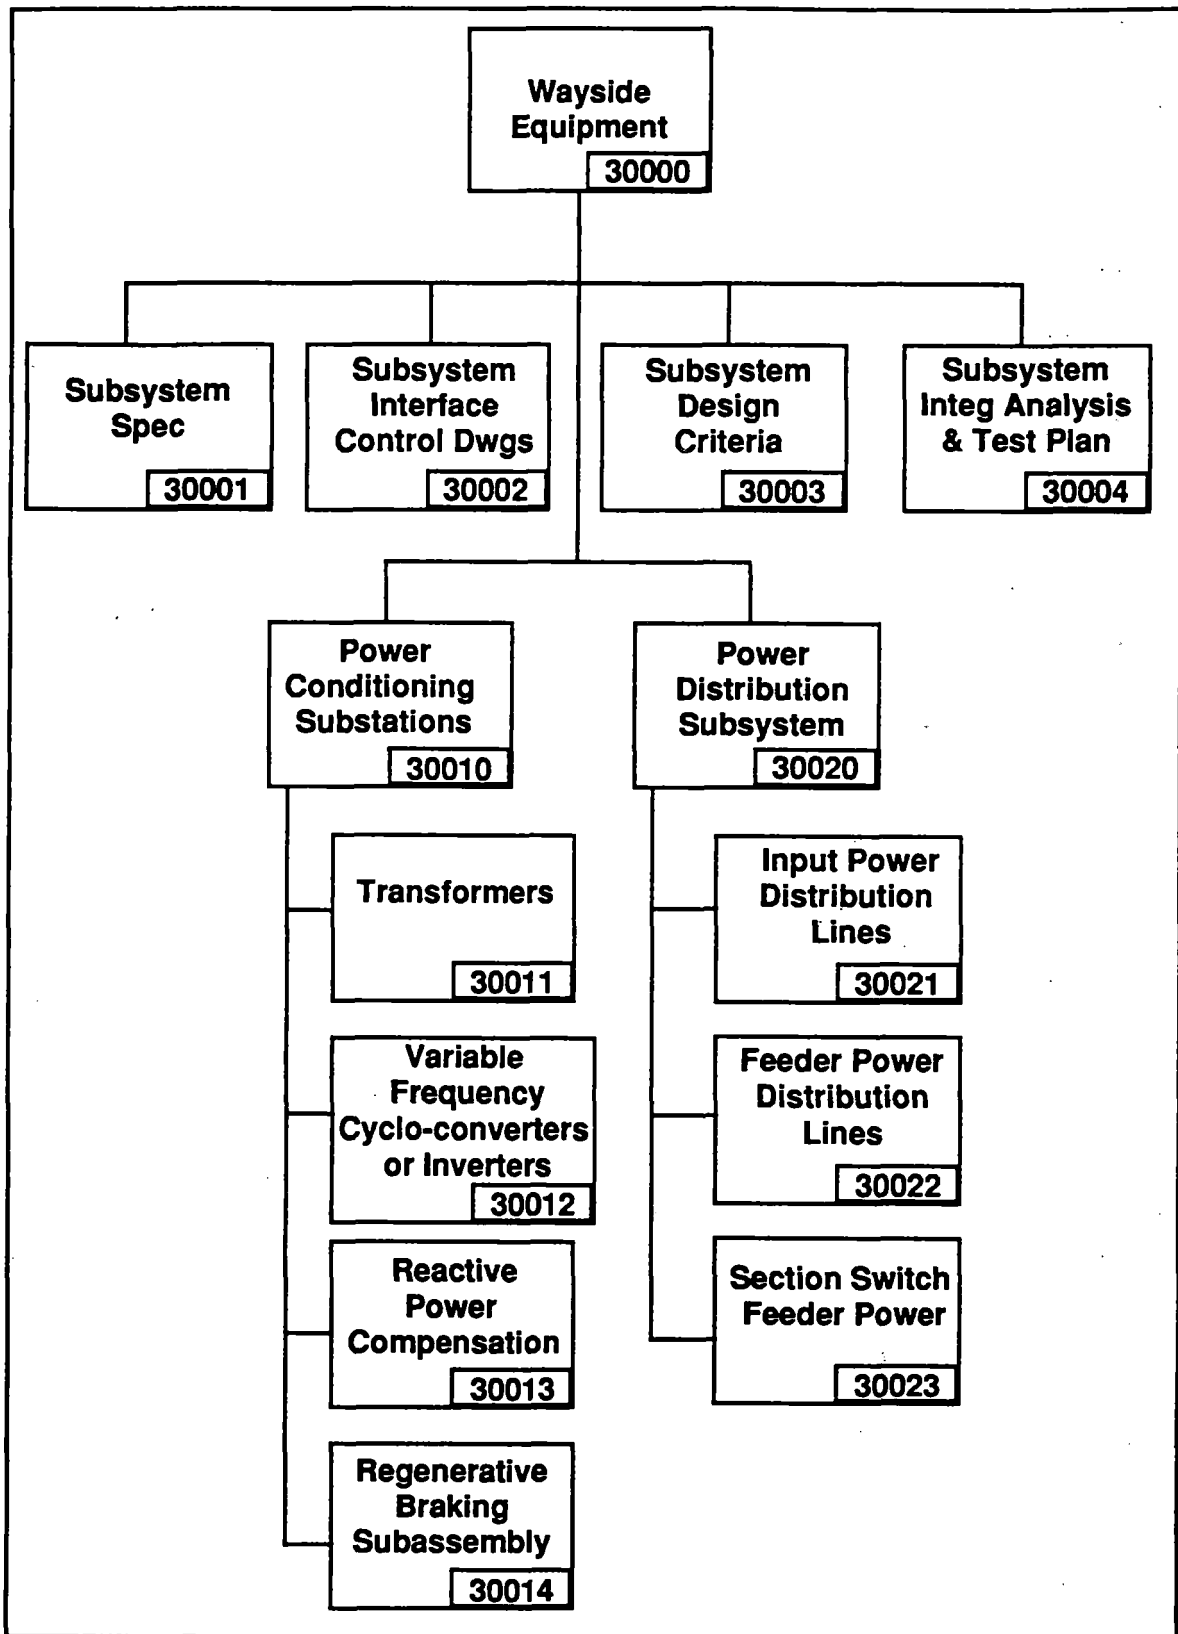 Wayside
Equipment
30000
Subsystem
Spec
30001
Subsystem
Interface
Control Dwgs
30002
Subsystem
Design
Criteria
30003
Subsystem
Integ Analysis
& Test Plan
30004
Power
Conditioning
Substations
30010
Transformers
30011
Variable
Frequency
Cyclo-converters
or Inverters
30012
Reactive
Power
Compensation
30013
Regenerative
Braking
Subassembly
30014
Power
Distribution
Subsystem
30020
Input Power
Distribution
Lines
30021
Feeder Power
Distribution
Lines
30022
Section Switch
Feeder Power
30023